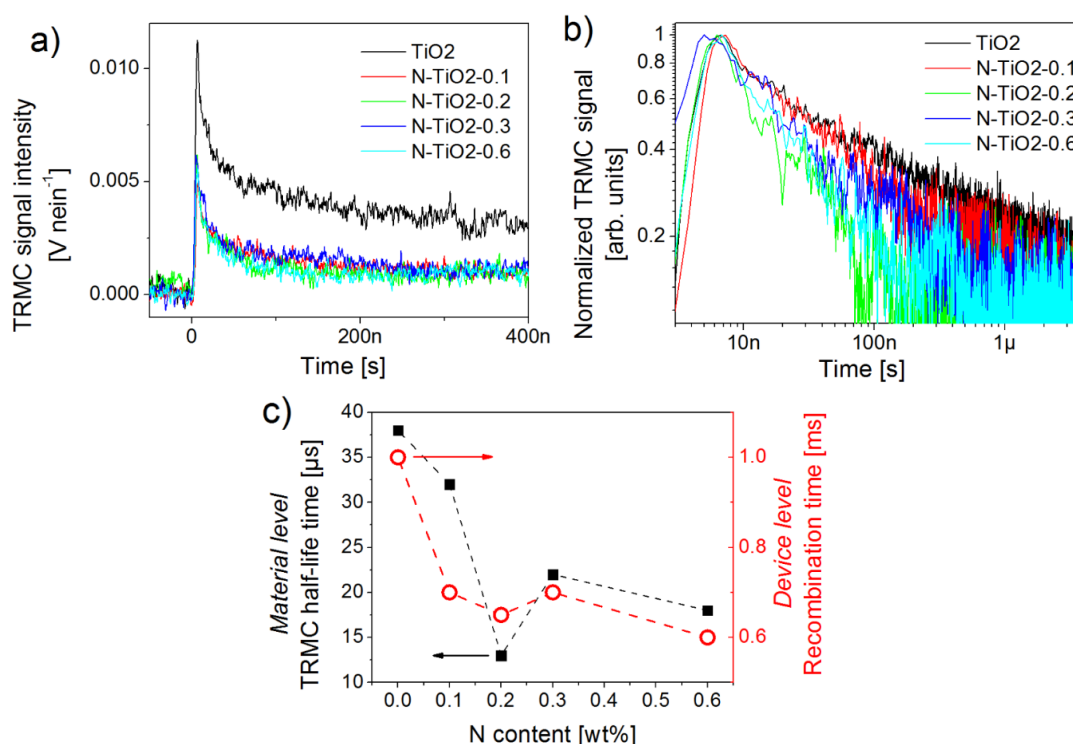 a)
TRMC signal intensity
[V nein⁻¹]
0.010
0.005
0.000
TiO2
N-TiO2-0.1
N-TiO2-0.2
N-TiO2-0.3
N-TiO2-0.6
0
200n
400n
Time [s]
b)
Normalized TRMC signal
[arb. units]
1
0.8
0.6
0.4
0.2
TiO2
N-TiO2-0.1
N-TiO2-0.2
N-TiO2-0.3
N-TiO2-0.6
10n
100n
1µ
Time [s]
c)
Material level
TRMC half-life time [µs]
40
35
30
25
20
15
10
1.0
0.8
0.6
Device level
Recombination time [ms]
0.0
0.1
0.2
0.3
0.4
0.5
0.6
N content [wt%]